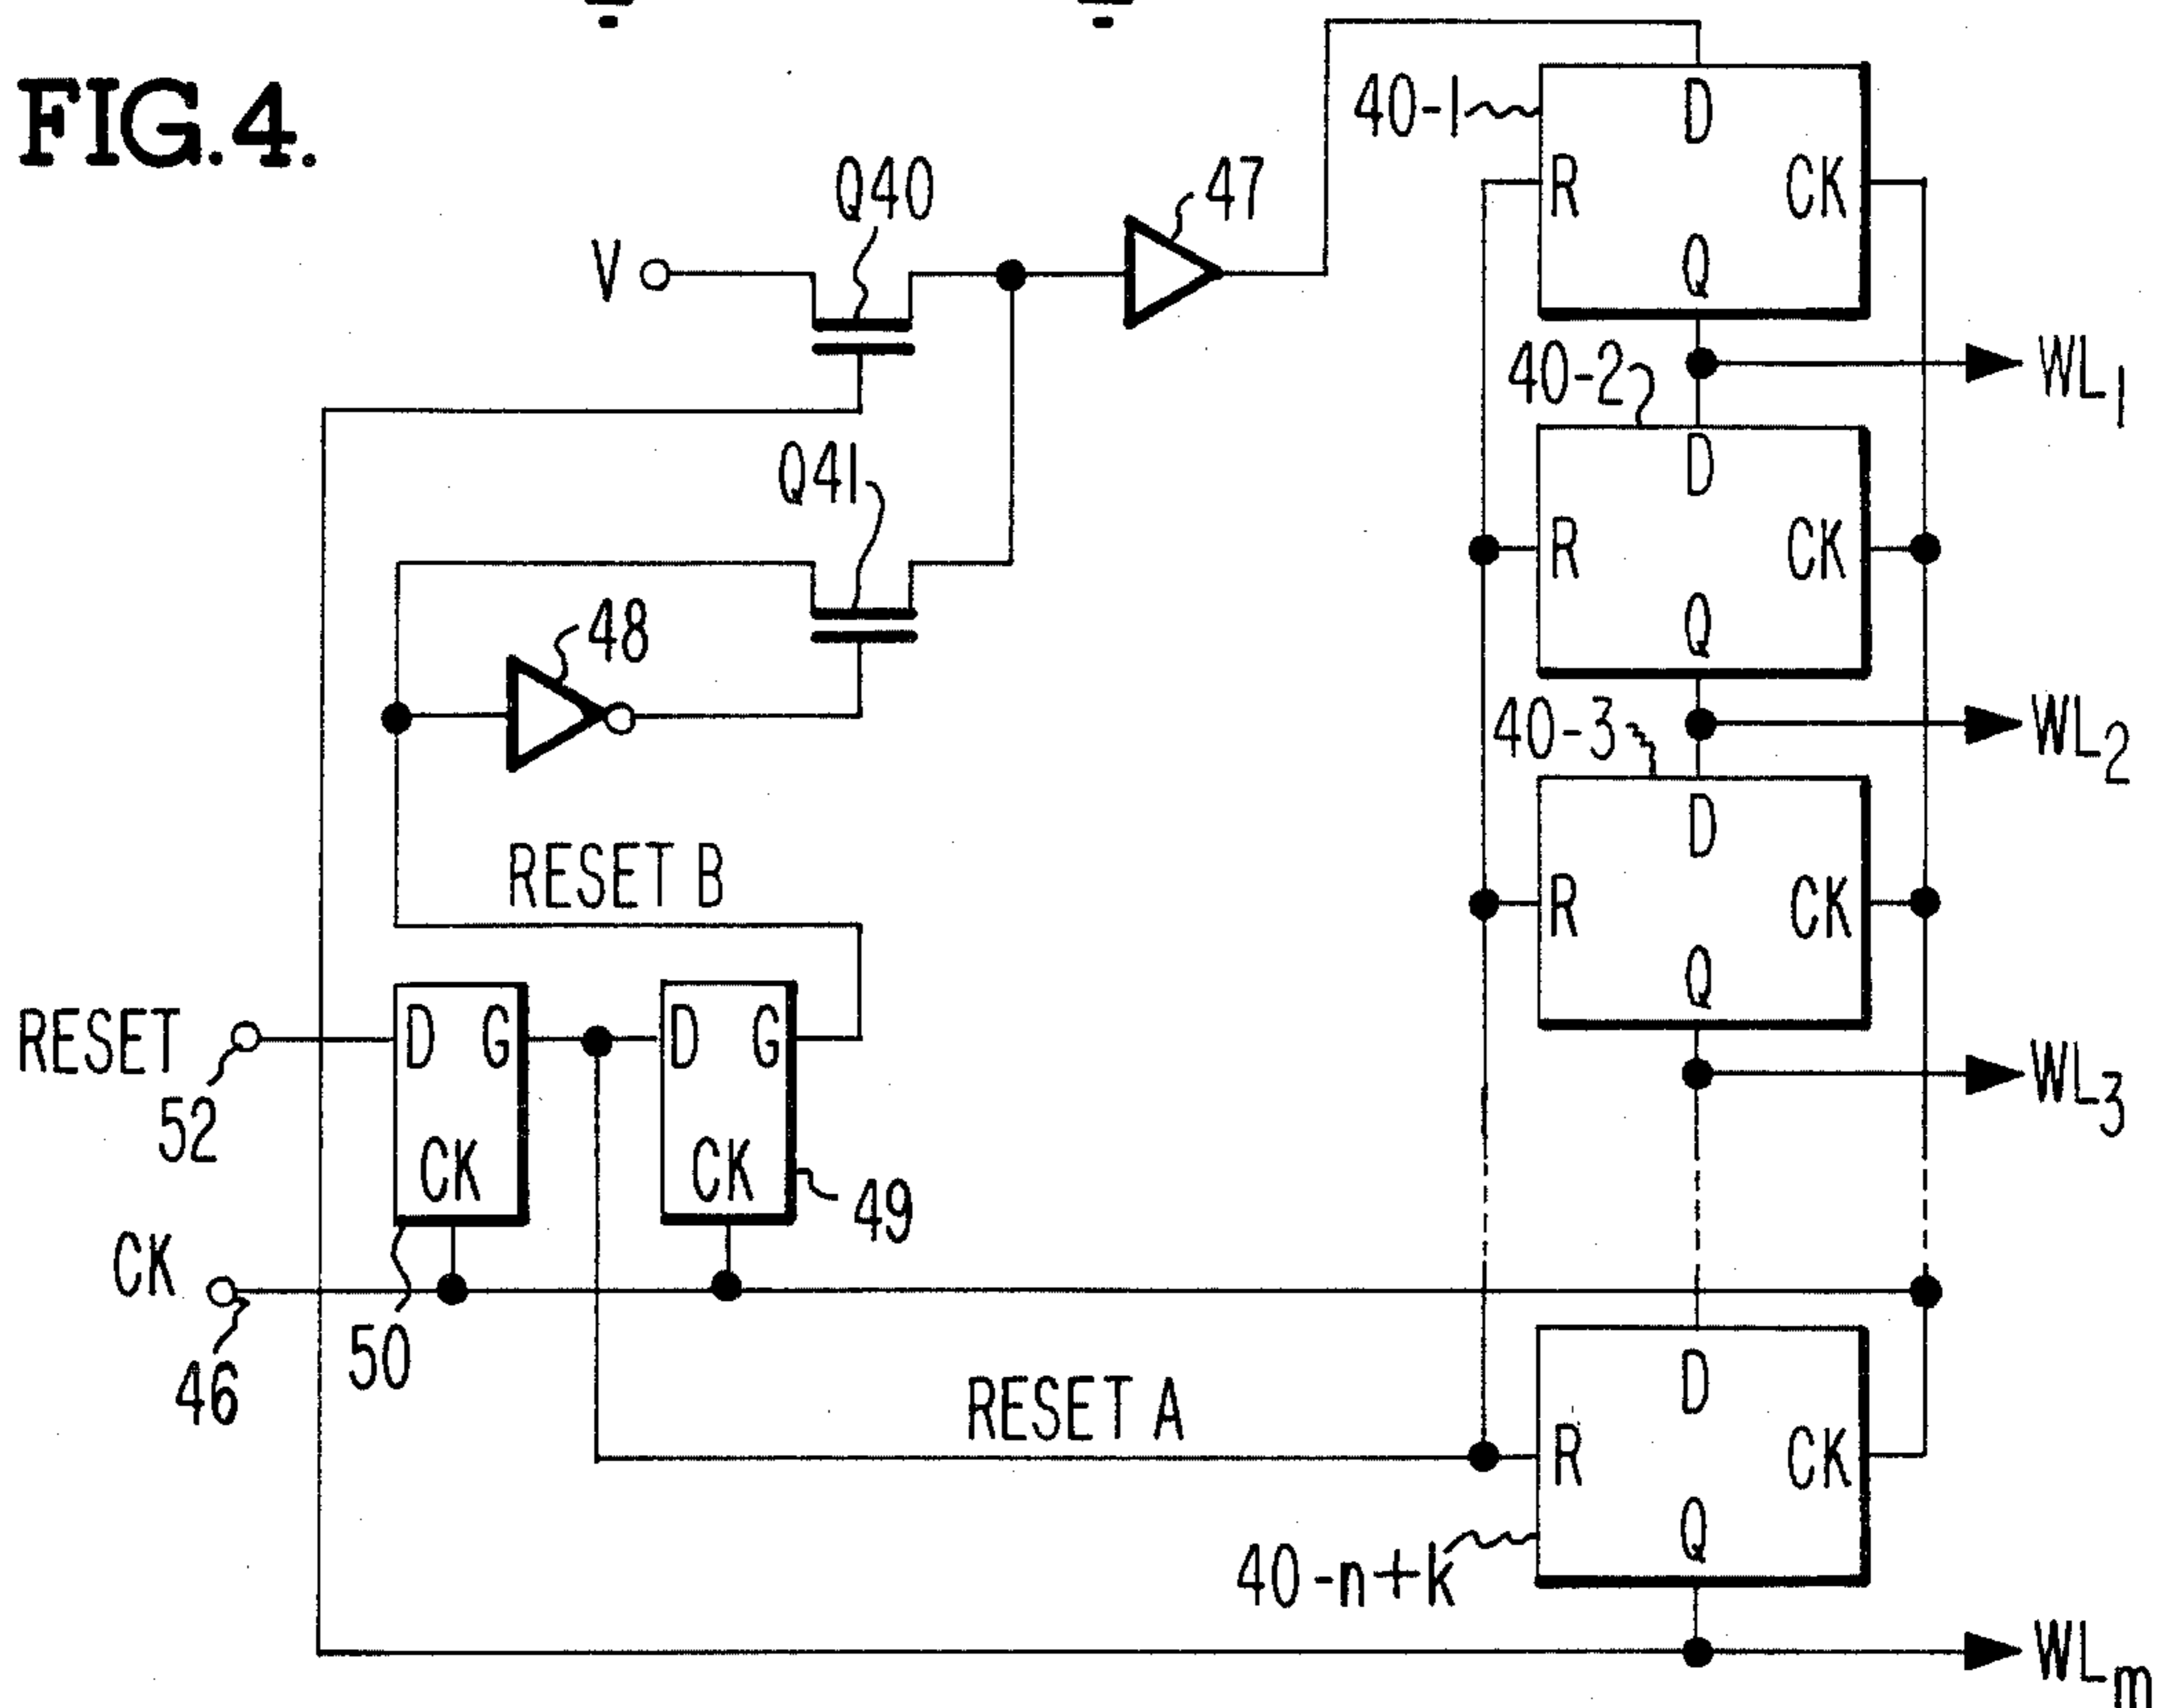 FIG.4.
40-1
D
R
CK
Q
Q40
47
V
WL1
40-2
D
R
CK
Q
Q41
48
WL2
40-3
D
R
CK
Q
RESET B
RESET
52
D G
CK
D G
CK
49
WL3
CK
46
50
RESET A
D
R
CK
Q
40-n+k
WLm